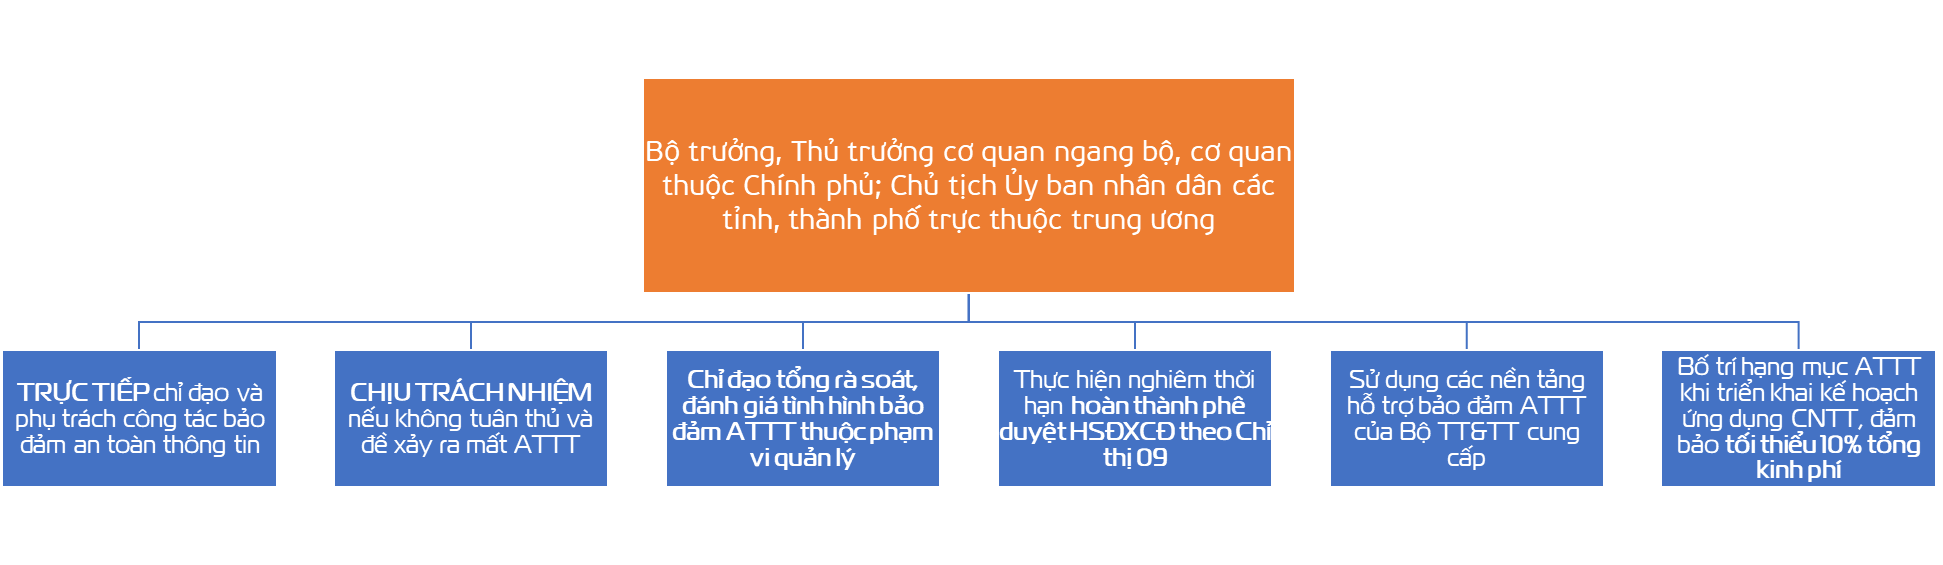 Bộ trưởng, Thủ trưởng cơ quan ngang bộ, cơ quan
thuộc Chính phủ; Chủ tịch Ủy ban nhân dân các
tỉnh, thành phố trực thuộc trung ương
TRỰC TIẾP chỉ đạo và
phụ trách công tác bảo
đảm an toàn thông tin
CHỊU TRÁCH NHIỆM
nếu không tuân thủ và
đề xảy ra mất ATTT
Chỉ đạo tổng rà soát,
đánh giá tình hình bảo
đảm ATTT thuộc phạm
vi quản lý
Thực hiện nghiêm thời
hạn hoàn thành phê
duyệt HSĐXCĐ theo Chỉ
thị 09
Sử dụng các nền tảng
hỗ trợ bảo đảm ATTT
của Bộ TT&TT cung
cấp
Bố trí hạng mục ATTT
khi triển khai kế hoạch
ứng dụng CNTT, đảm
bảo tối thiểu 10% tổng
kinh phí